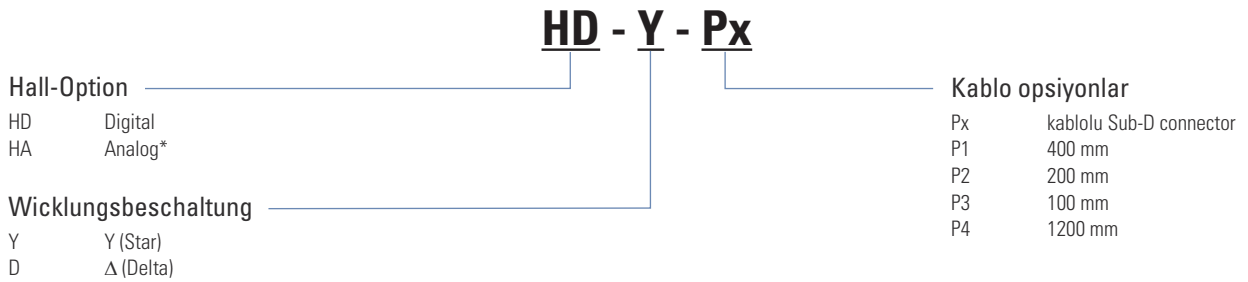 HD - Y - Px
Hall-Option
HD Digital
HA Analog*
Wicklungsbeschaltung
Y Y (Star)
D Δ (Delta)
Kablo opsiyonlar
Px kablolu Sub-D connector
P1 400 mm
P2 200 mm
P3 100 mm
P4 1200 mm